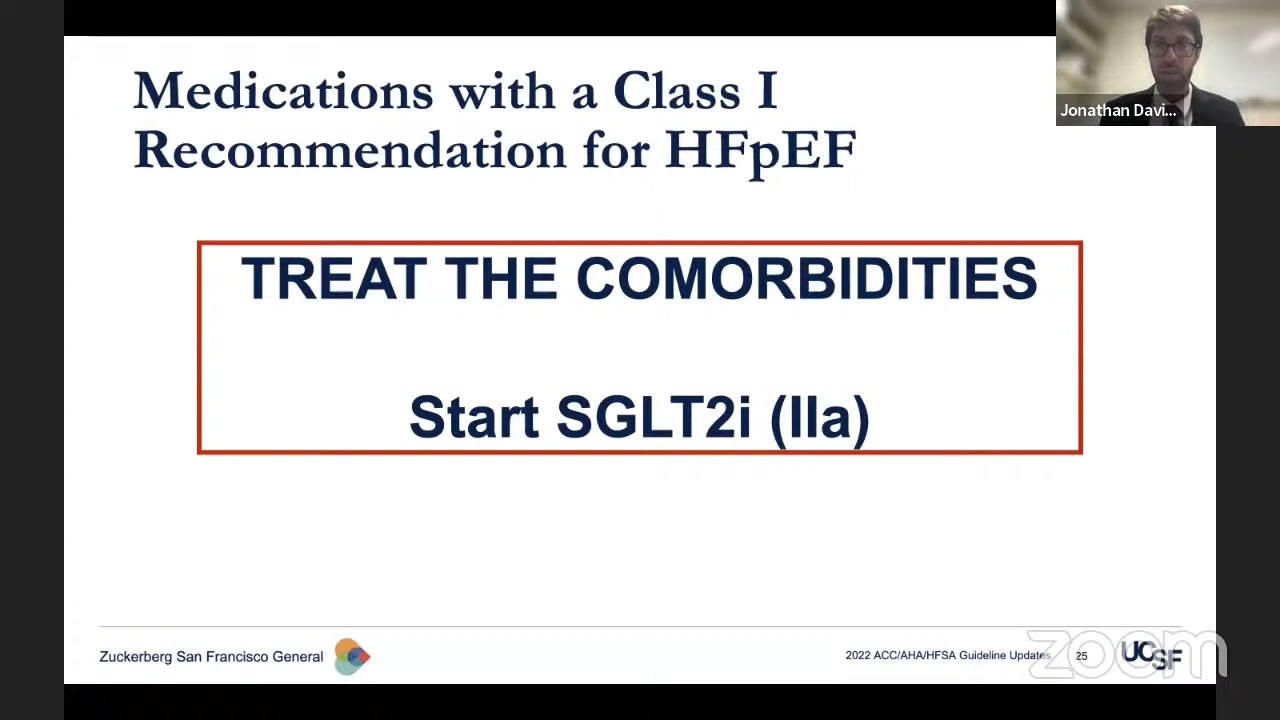 Medications with a Class I
Recommendation for HFpEF
Jonathan Davi...
TREAT THE COMORBIDITIES
Start SGLT2i (IIa)
Zuckerberg San Francisco General
2022 ACC/AHA/HFSA Guideline Updates
25
UCSF
zoom